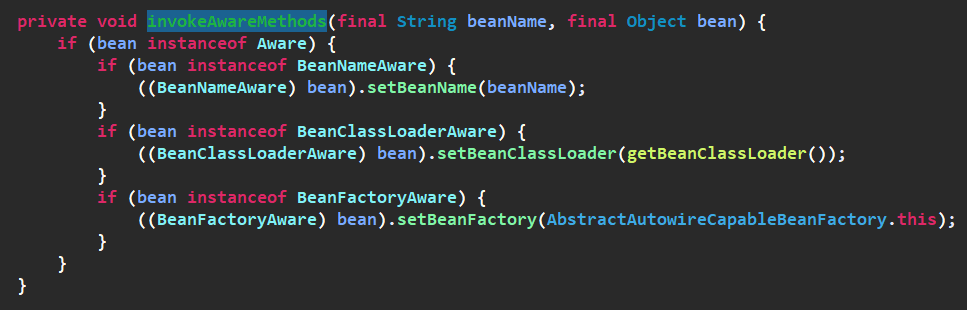 private void invokeAwareMethods(final String beanName, final Object bean) {
    if (bean instanceof Aware) {
        if (bean instanceof BeanNameAware) {
            ((BeanNameAware) bean).setBeanName(beanName);
        }
        if (bean instanceof BeanClassLoaderAware) {
            ((BeanClassLoaderAware) bean).setBeanClassLoader(getBeanClassLoader());
        }
        if (bean instanceof BeanFactoryAware) {
            ((BeanFactoryAware) bean).setBeanFactory(AbstractAutowireCapableBeanFactory.this);
        }
    }
}